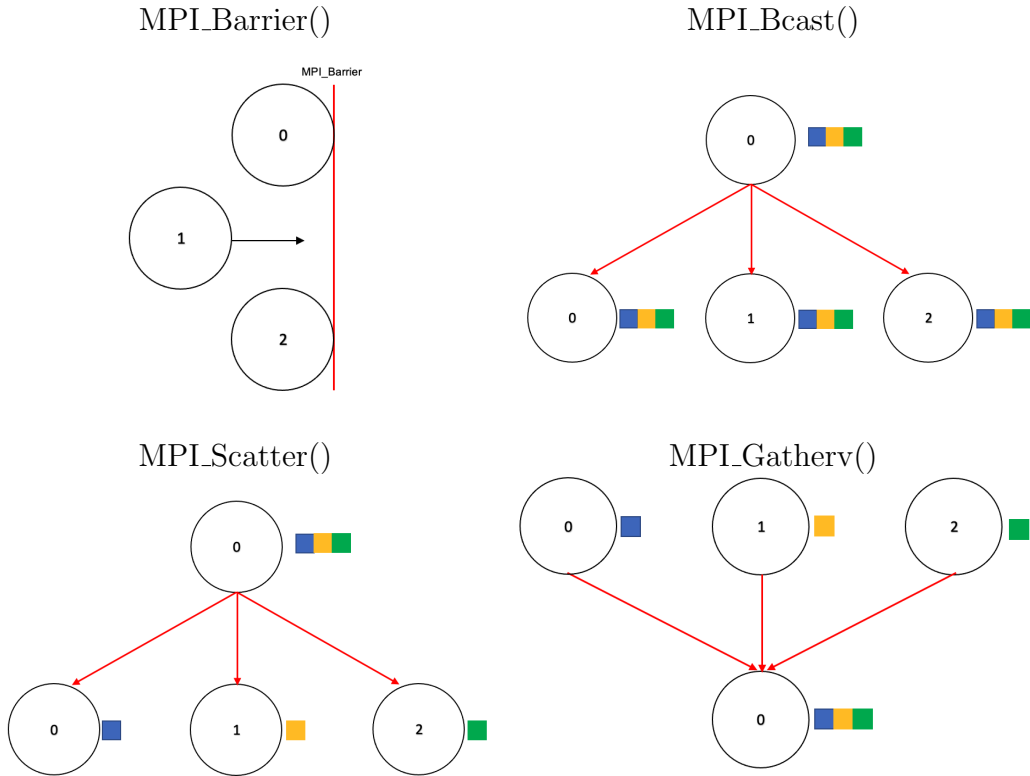 MPI_Barrier()
MPI_Barrier
0
1
2
MPI_Bcast()
0
0 1 2
MPI_Scatter()
0
0 1 2
MPI_Gatherv()
0 1 2
0